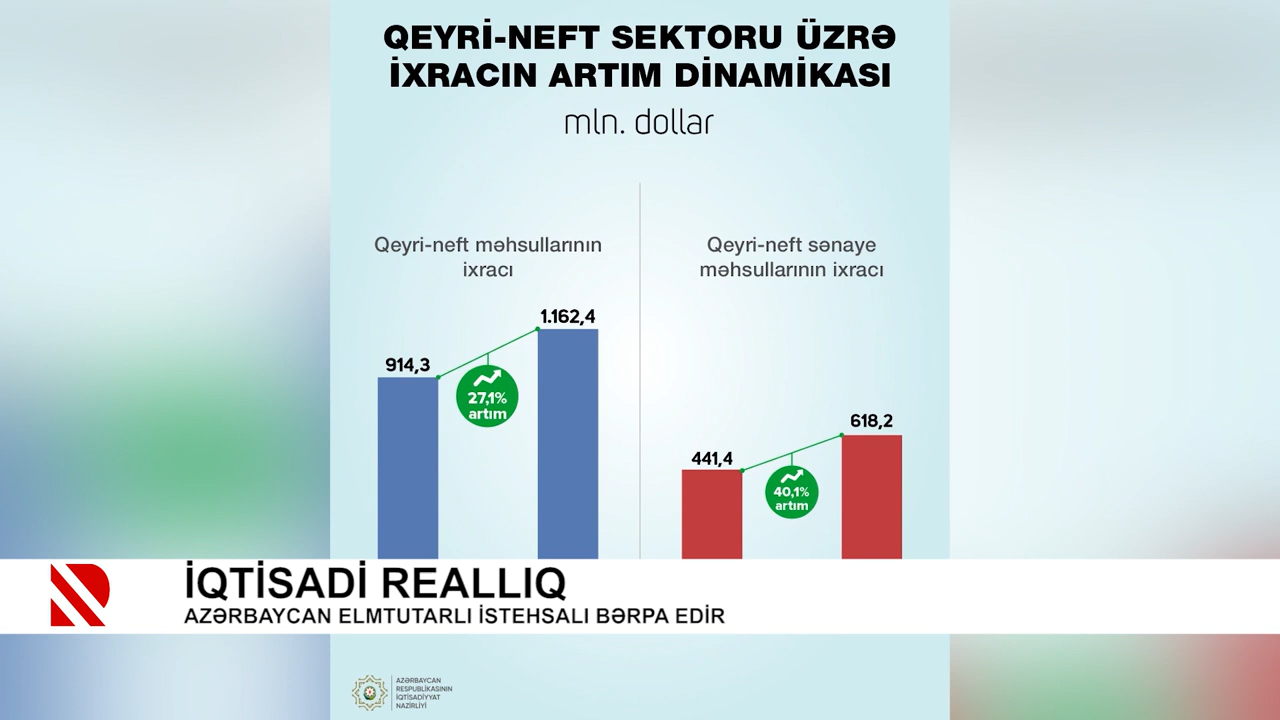 QEYRİ-NEFT SEKTORU ÜZRƏ
İXRACIN ARTIM DİNAMİKASI
mln. dollar
Qeyri-neft məhsullarının
ixracı
914,3
1.162,4
27,1%
artım
Qeyri-neft sənaye
məhsullarının ixracı
441,4
618,2
40,1%
artım
İQTİSADİ REALLIQ
AZƏRBAYCAN ELMTUTARLI İSTEHSALI BƏRPA EDİR
AZƏRBAYCAN
RESPUBLİKASININ
İQTİSADİYYAT
NAZİRLİYİ